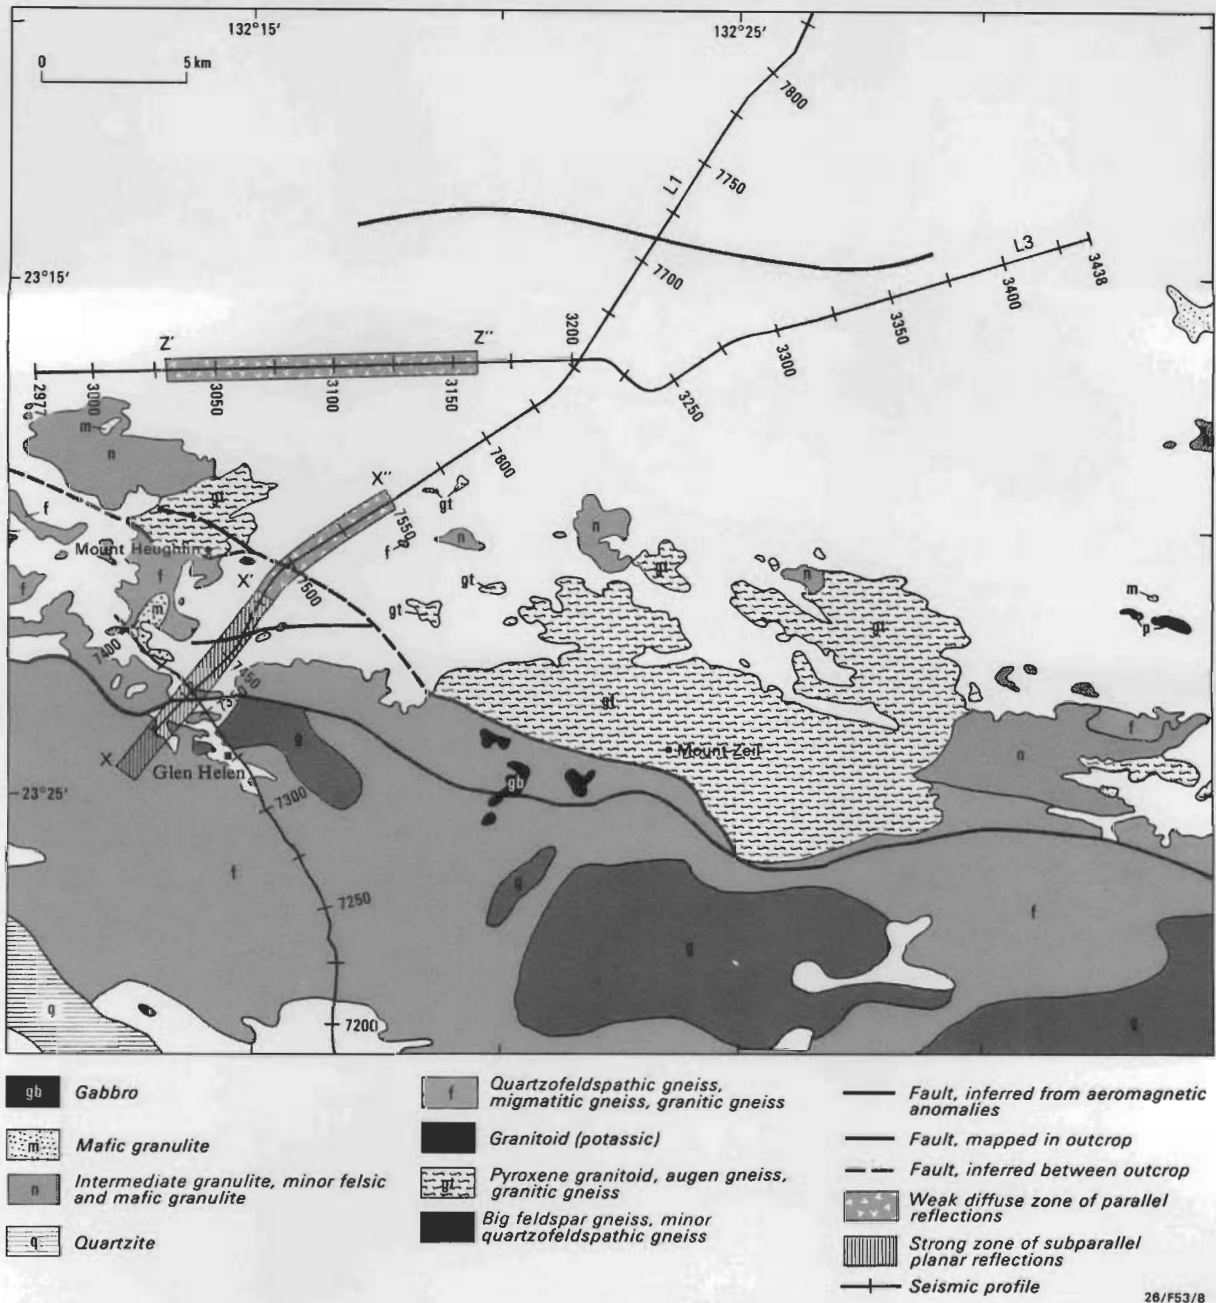 132°15'
132°25'
0
5 km
7800
7750
L1
7700
L3
3438
3400
3350
3300
3250
3200
23°15'
Z'
Z''
2977
3000
3050
3100
3150
7800
m
n
X''
gt
gt
7550
f
f
n
n
Mount Heughlin
f
X'
gt
gt
n
m
f
7500
gt
gt
p
m
7400
7450
7350
gt
f
n
g
Mount Zeil
X
Glen Helen
gb
23°25'
7300
f
g
7250
f
g
q
7200
g
gb
Gabbro
m
Mafic granulite
n
Intermediate granulite, minor felsic
and mafic granulite
q
Quartzite
f
Quartzofeldspathic gneiss,
migmatitic gneiss, granitic gneiss
Granitoid (potassic)
gt
Pyroxene granitoid, augen gneiss,
granitic gneiss
Big feldspar gneiss, minor
quartzofeldspathic gneiss
Fault, inferred from aeromagnetic
anomalies
Fault, mapped in outcrop
Fault, inferred between outcrop
Weak diffuse zone of parallel
reflections
Strong zone of subparallel
planar reflections
Seismic profile
26/F53/8